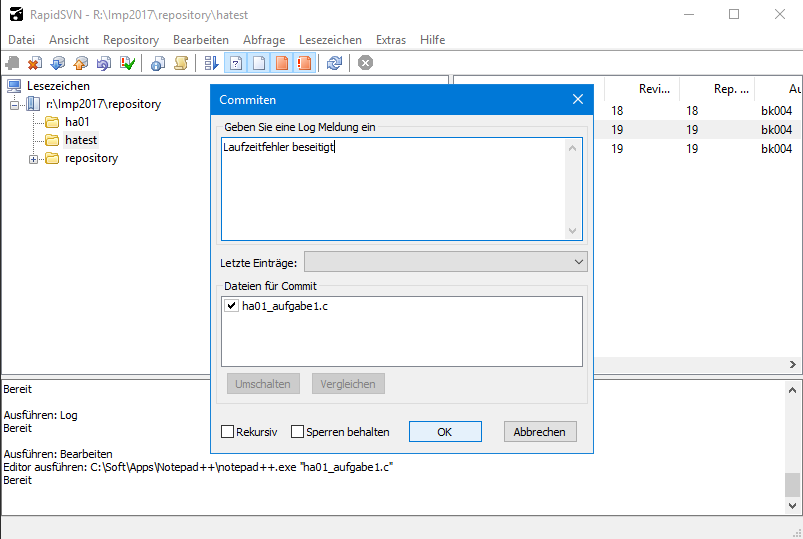 RapidSVN - R:\Imp2017\repository\hatest
Datei Ansicht Repository Bearbeiten Abfrage Lesezeichen Extras Hilfe
Lesezeichen
r:\Imp2017\repository
ha01
hatest
repository
Revi... Rep. ... Au
18 18 bk004
19 19 bk004
19 19 bk004
Commiten
Geben Sie eine Log Meldung ein
Laufzeitfehler beseitigt
Letzte Einträge:
Dateien für Commit
ha01_aufgabe1.c
Umschalten Vergleichen
Rekursiv Sperren behalten OK Abbrechen
Bereit
Ausführen: Log
Bereit
Ausführen: Bearbeiten
Editor ausführen: C:\Soft\Apps\Notepad++\notepad++.exe "ha01_aufgabe1.c"
Bereit